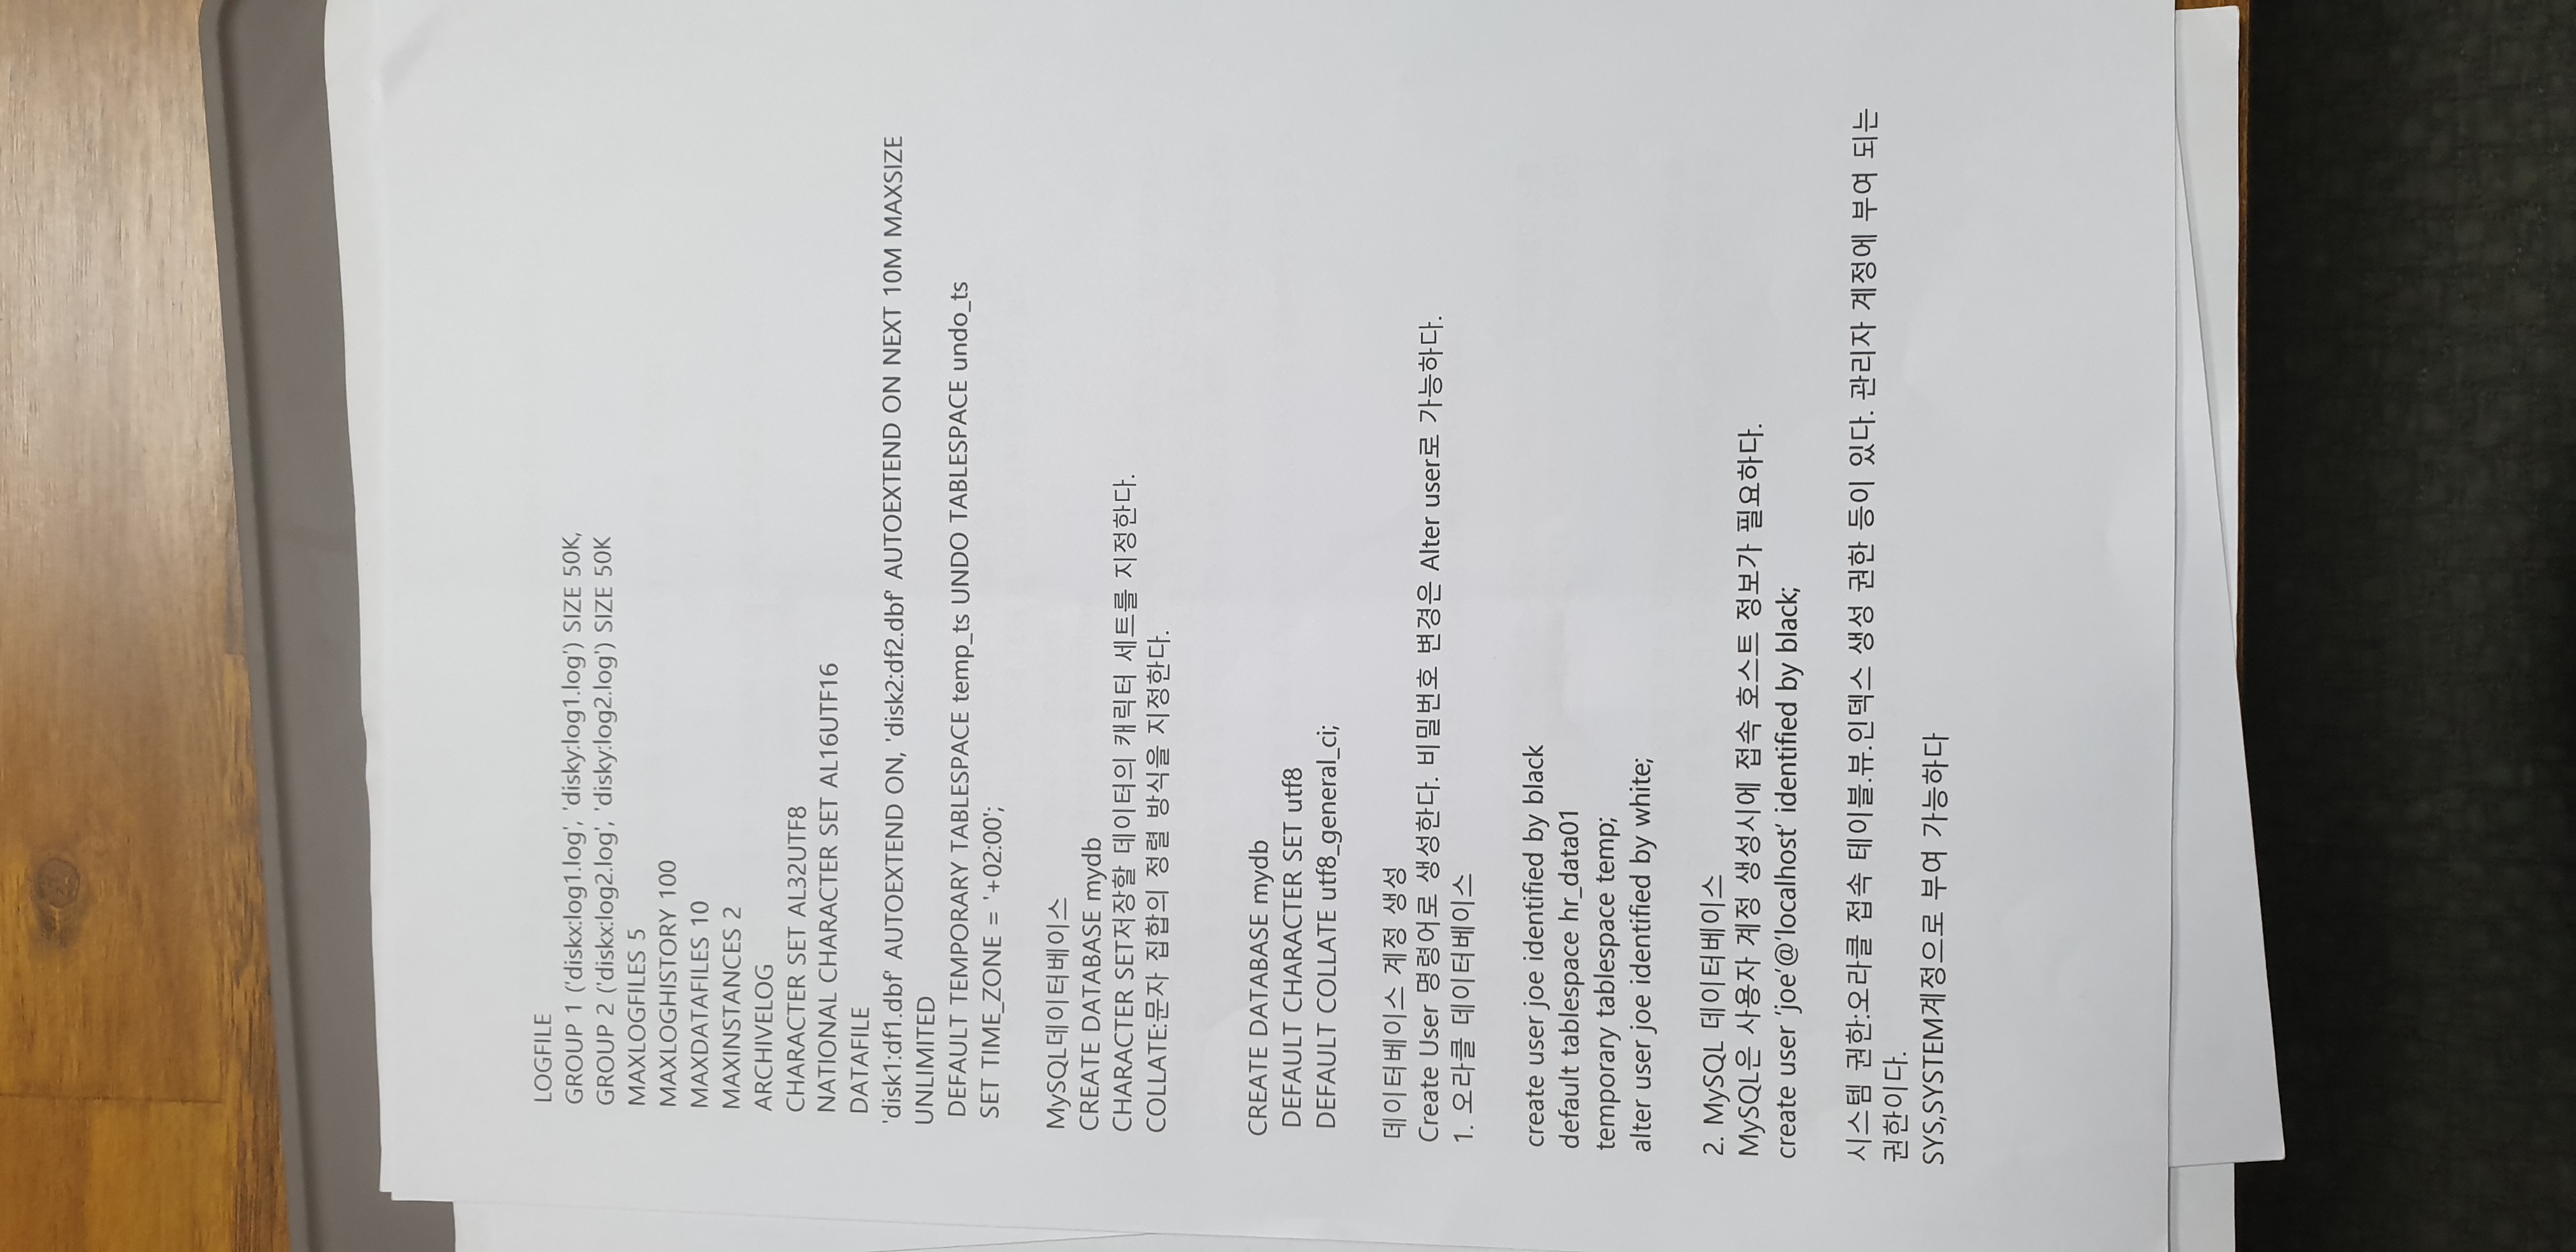 LOGFILE
GROUP 1 ('diskx:log1.log', 'disky:log1.log') SIZE 50K,
GROUP 2 ('diskx:log2.log', 'disky:log2.log') SIZE 50K
MAXLOGFILES 5
MAXLOGHISTORY 100
MAXDATAFILES 10
MAXINSTANCES 2
ARCHIVELOG
CHARACTER SET AL32UTF8
NATIONAL CHARACTER SET AL16UTF16
DATAFILE
'disk1:df1.dbf' AUTOEXTEND ON, 'disk2:df2.dbf' AUTOEXTEND ON NEXT 10M MAXSIZE
UNLIMITED
DEFAULT TEMPORARY TABLESPACE temp_ts UNDO TABLESPACE undo_ts
SET TIME_ZONE = '+02:00';
MySQL데이터베이스
CREATE DATABASE mydb
CHARACTER SET저장할 데이터의 캐릭터 세트를 지정한다.
COLLATE:문자 집합의 정렬 방식을 지정한다.
CREATE DATABASE mydb
DEFAULT CHARACTER SET utf8
DEFAULT COLLATE utf8_general_ci;
데이터베이스 계정 생성
Create User 명령어로 생성한다. 비밀번호 변경은 Alter user로 가능하다.
1. 오라클 데이터베이스
create user joe identified by black
default tablespace hr_data01
temporary tablespace temp;
alter user joe identified by white;
2. MySQL 데이터베이스
MySQL은 사용자 계정 생성시에 접속 호스트 정보가 필요하다.
create user ‘joe’@‘localhost’ identified by black;
시스템 권한:오라클 접속 테이블.뷰.인덱스 생성 권한 등이 있다. 관리자 계정에 부여 되는
권한이다.
SYS,SYSTEM계정으로 부여 가능하다